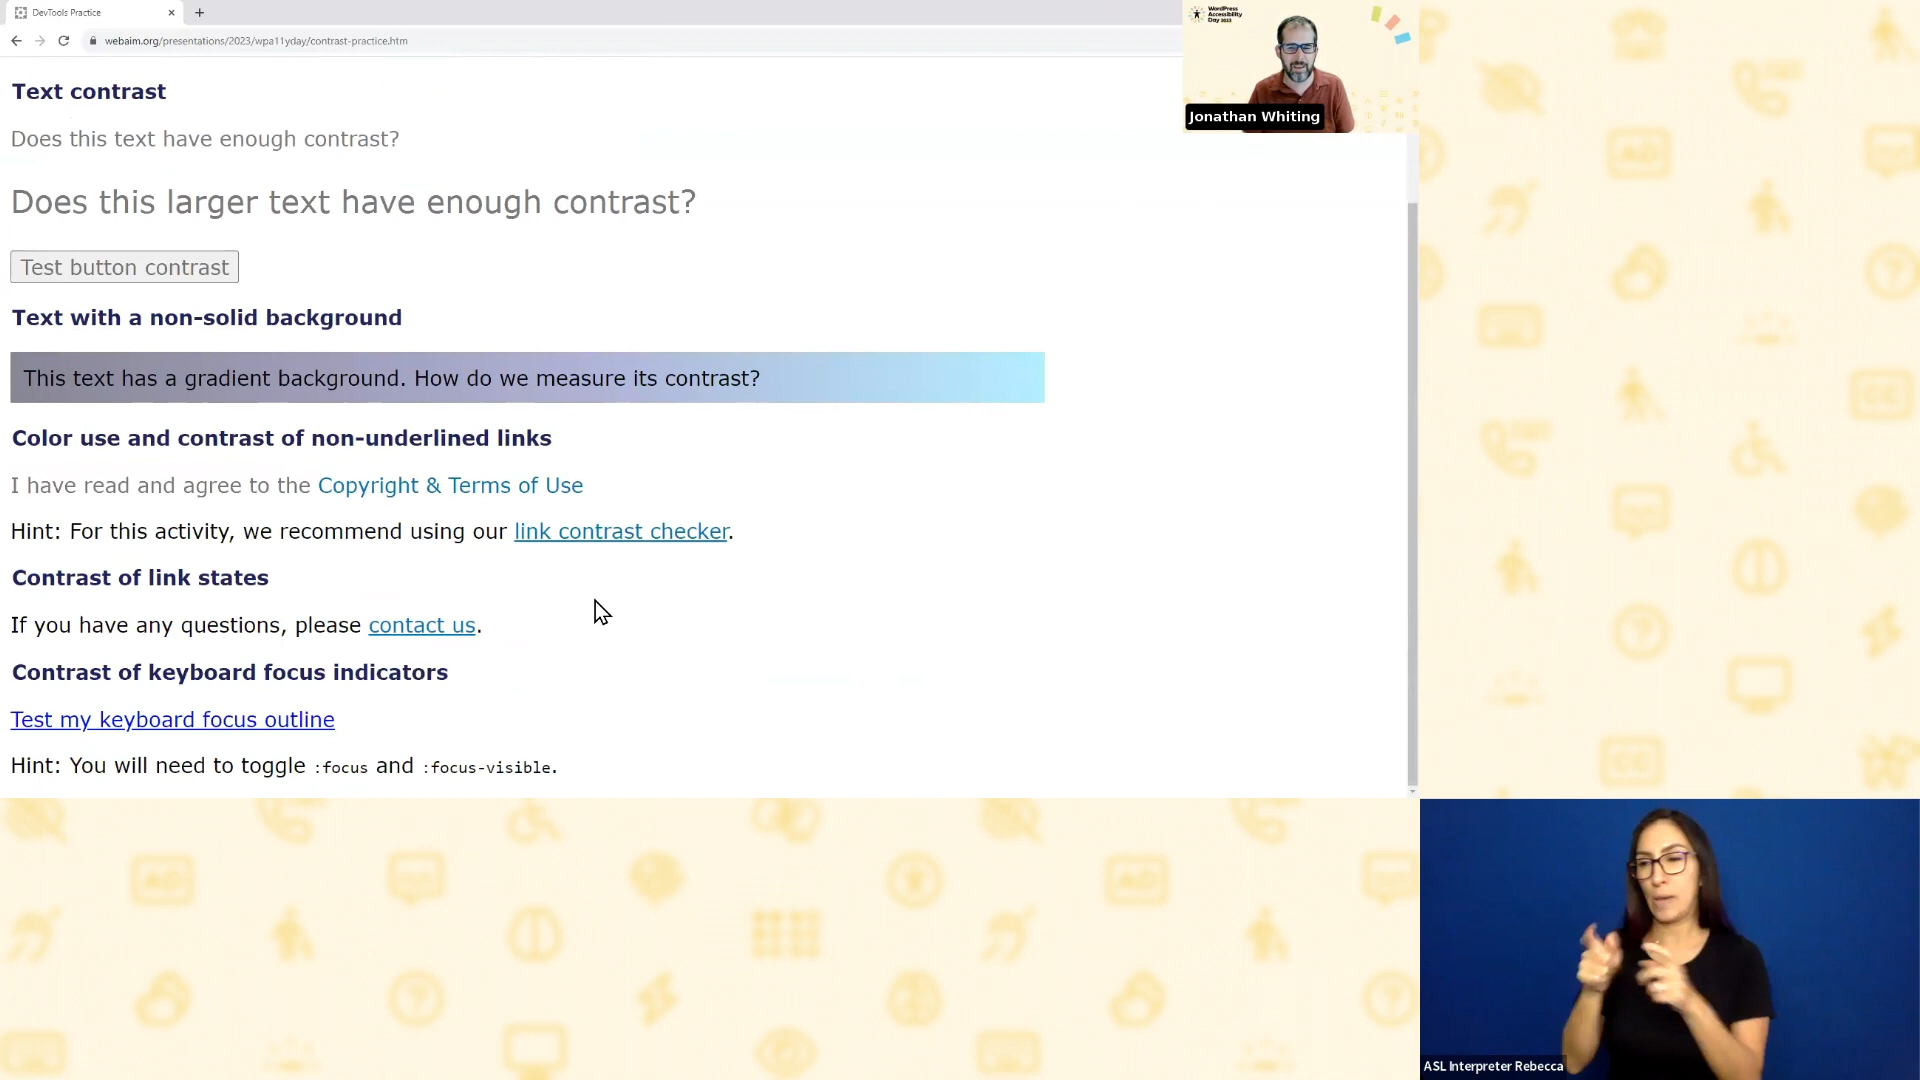 DevTools Practice
webaim.org/presentations/2023/wpa11yday/contrast-practice.htm
WordPress
Accessibility
Day 2023
Jonathan Whiting
Text contrast
Does this text have enough contrast?
Does this larger text have enough contrast?
Test button contrast
Text with a non-solid background
This text has a gradient background. How do we measure its contrast?
Color use and contrast of non-underlined links
I have read and agree to the Copyright & Terms of Use
Hint: For this activity, we recommend using our link contrast checker.
Contrast of link states
If you have any questions, please contact us.
Contrast of keyboard focus indicators
Test my keyboard focus outline
Hint: You will need to toggle :focus and :focus-visible.
ASL Interpreter Rebecca